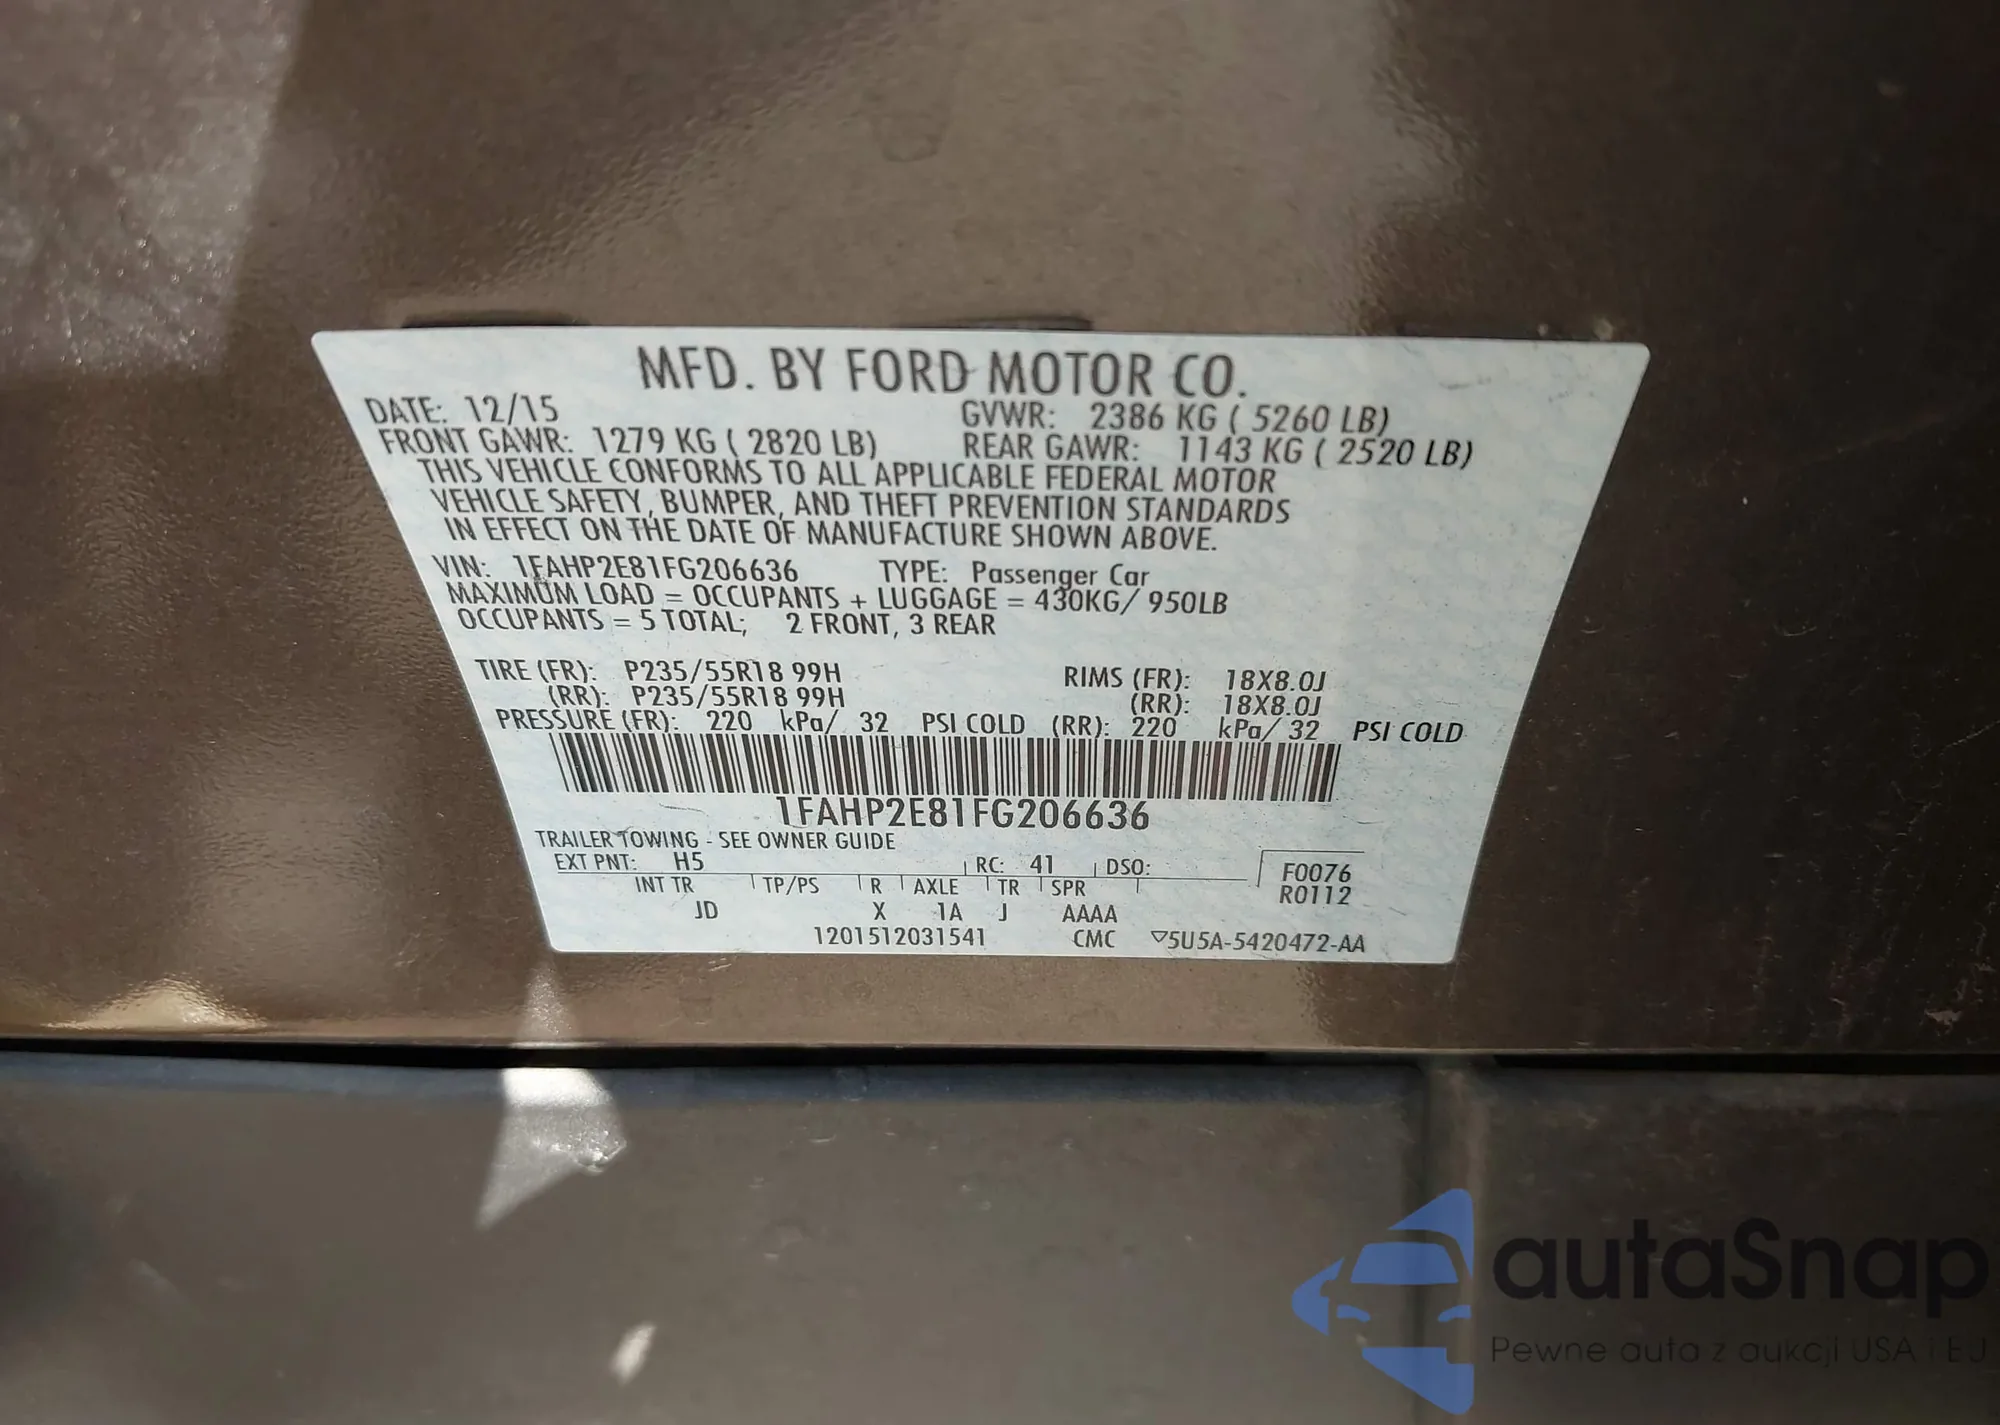 MFD. BY FORD MOTOR CO.
DATE: 12/15 GVWR: 2386 KG ( 5260 LB)
FRONT GAWR: 1279 KG ( 2820 LB) REAR GAWR: 1143 KG ( 2520 LB)
THIS VEHICLE CONFORMS TO ALL APPLICABLE FEDERAL MOTOR
VEHICLE SAFETY, BUMPER, AND THEFT PREVENTION STANDARDS
IN EFFECT ON THE DATE OF MANUFACTURE SHOWN ABOVE.
VIN: 1FAHP2E81FG206636 TYPE: Passenger Car
MAXIMUM LOAD = OCCUPANTS + LUGGAGE = 430KG/ 950LB
OCCUPANTS = 5 TOTAL; 2 FRONT, 3 REAR
TIRE (FR): P235/55R18 99H RIMS (FR): 18X8.0J
(RR): P235/55R18 99H (RR): 18X8.0J
PRESSURE (FR): 220 kPa/ 32 PSI COLD (RR): 220 kPa/ 32 PSI COLD
1FAHP2E81FG206636
TRAILER TOWING - SEE OWNER GUIDE
EXT PNT: H5 RC: 41 DSO: F0076
INT TR TP/PS R AXLE TR SPR R0112
JD X 1A J AAAA
1201512031541 CMC ▽5U5A-5420472-AA
autaSnap
Pewne auta z aukcji USA i EJ